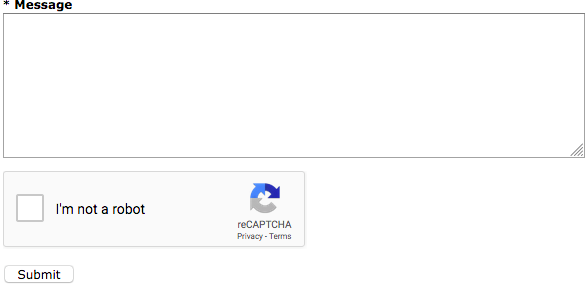 * Message
I'm not a robot
reCAPTCHA
Privacy - Terms
Submit